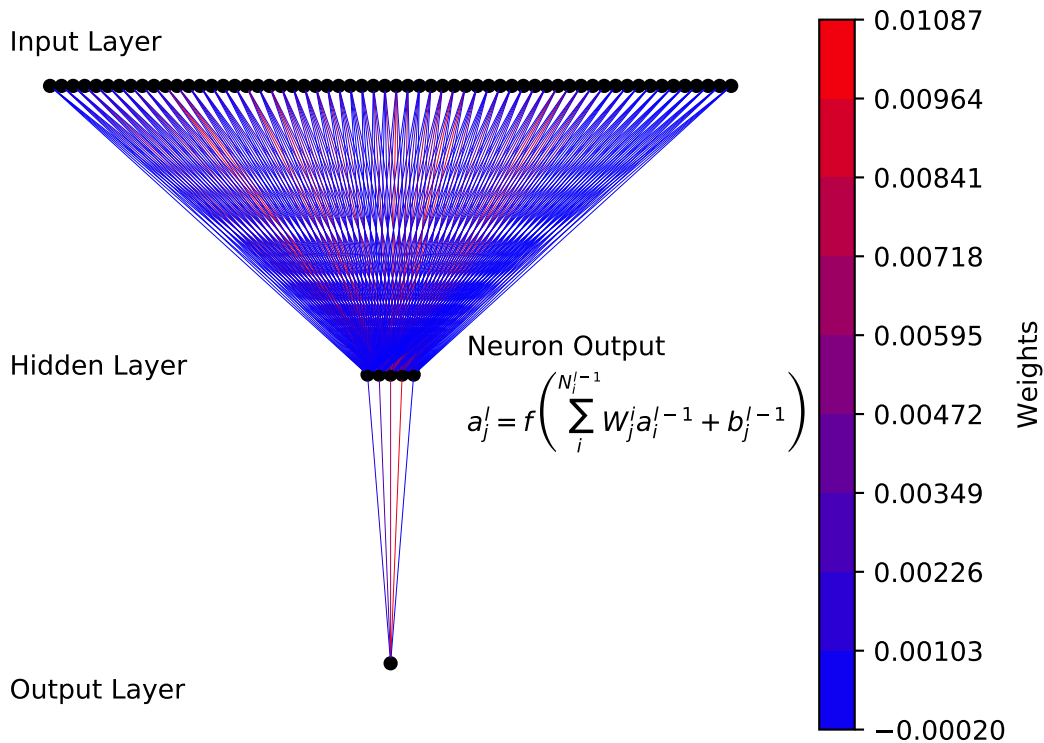 Input Layer
Hidden Layer
Neuron Output
a_j^l = f(∑_i^{N_i^{l−1}} W_j^i a_i^{l−1} + b_j^{l−1})
Output Layer
0.01087
0.00964
0.00841
0.00718
0.00595
0.00472
0.00349
0.00226
0.00103
−0.00020
Weights